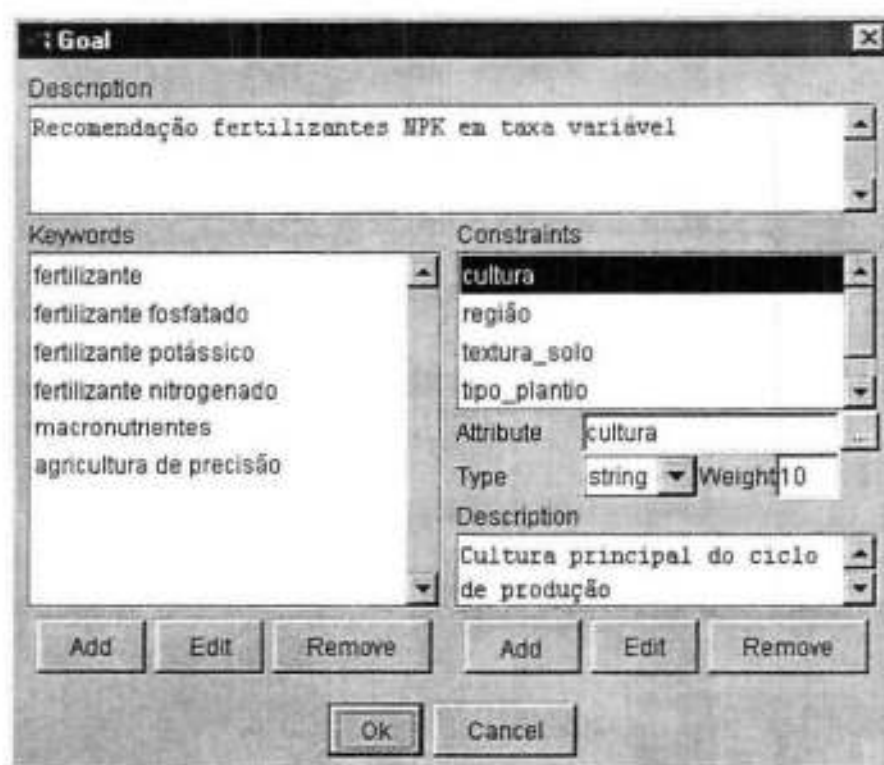 Goal
Description
Recomendação fertilizantes NPK em taxa variável
Keywords
fertilizante
fertilizante fosfatado
fertilizante potássico
fertilizante nitrogenado
macronutrientes
agricultura de precisão
Add Edit Remove
Constraints
cultura
região
textura_solo
tipo_plantio
Attribute cultura ...
Type string Weight 10
Description
Cultura principal do ciclo
de produção
Add Edit Remove
Ok Cancel